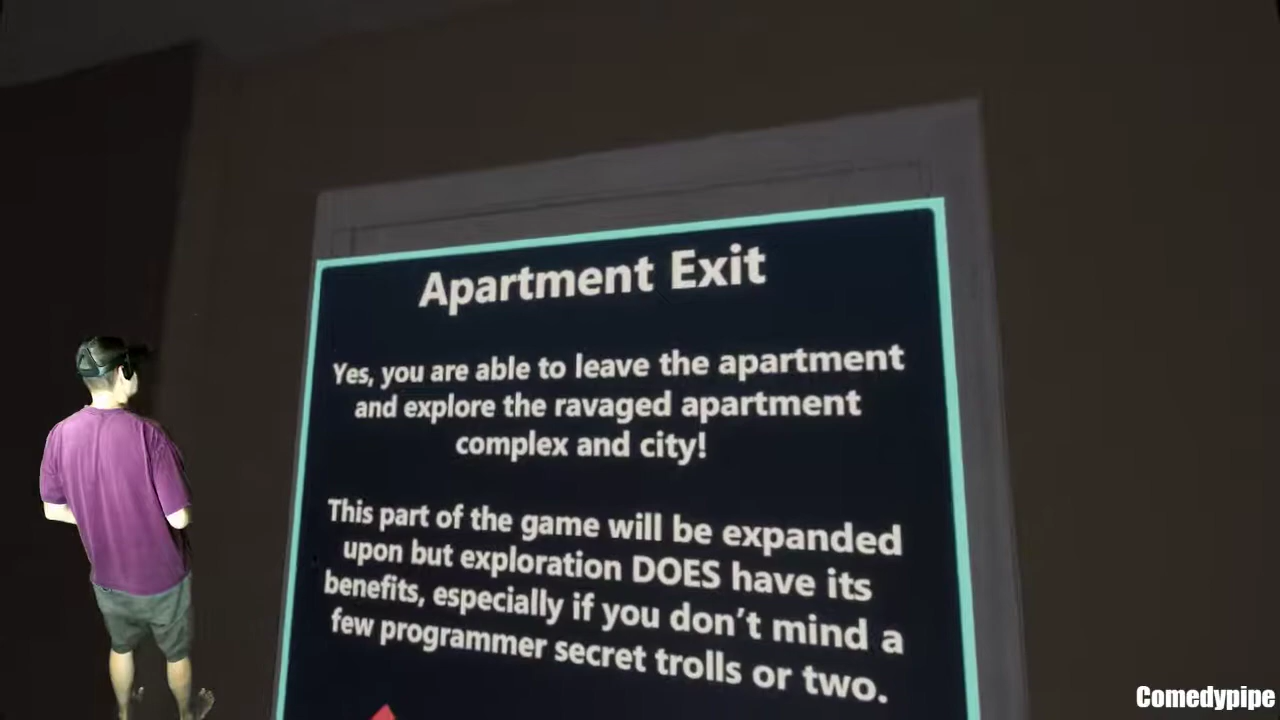 Apartment Exit
Yes, you are able to leave the apartment
and explore the ravaged apartment
complex and city!
This part of the game will be expanded
upon but exploration DOES have its
benefits, especially if you don't mind a
few programmer secret trolls or two.
Comedypipe